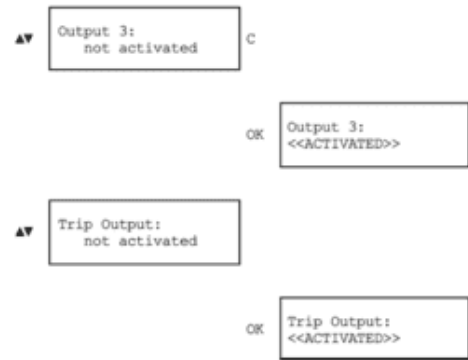 ▲▼ Output 3: C
not activated
OK Output 3:
<<ACTIVATED>>
▲▼ Trip Output:
not activated
OK Trip Output:
<<ACTIVATED>>